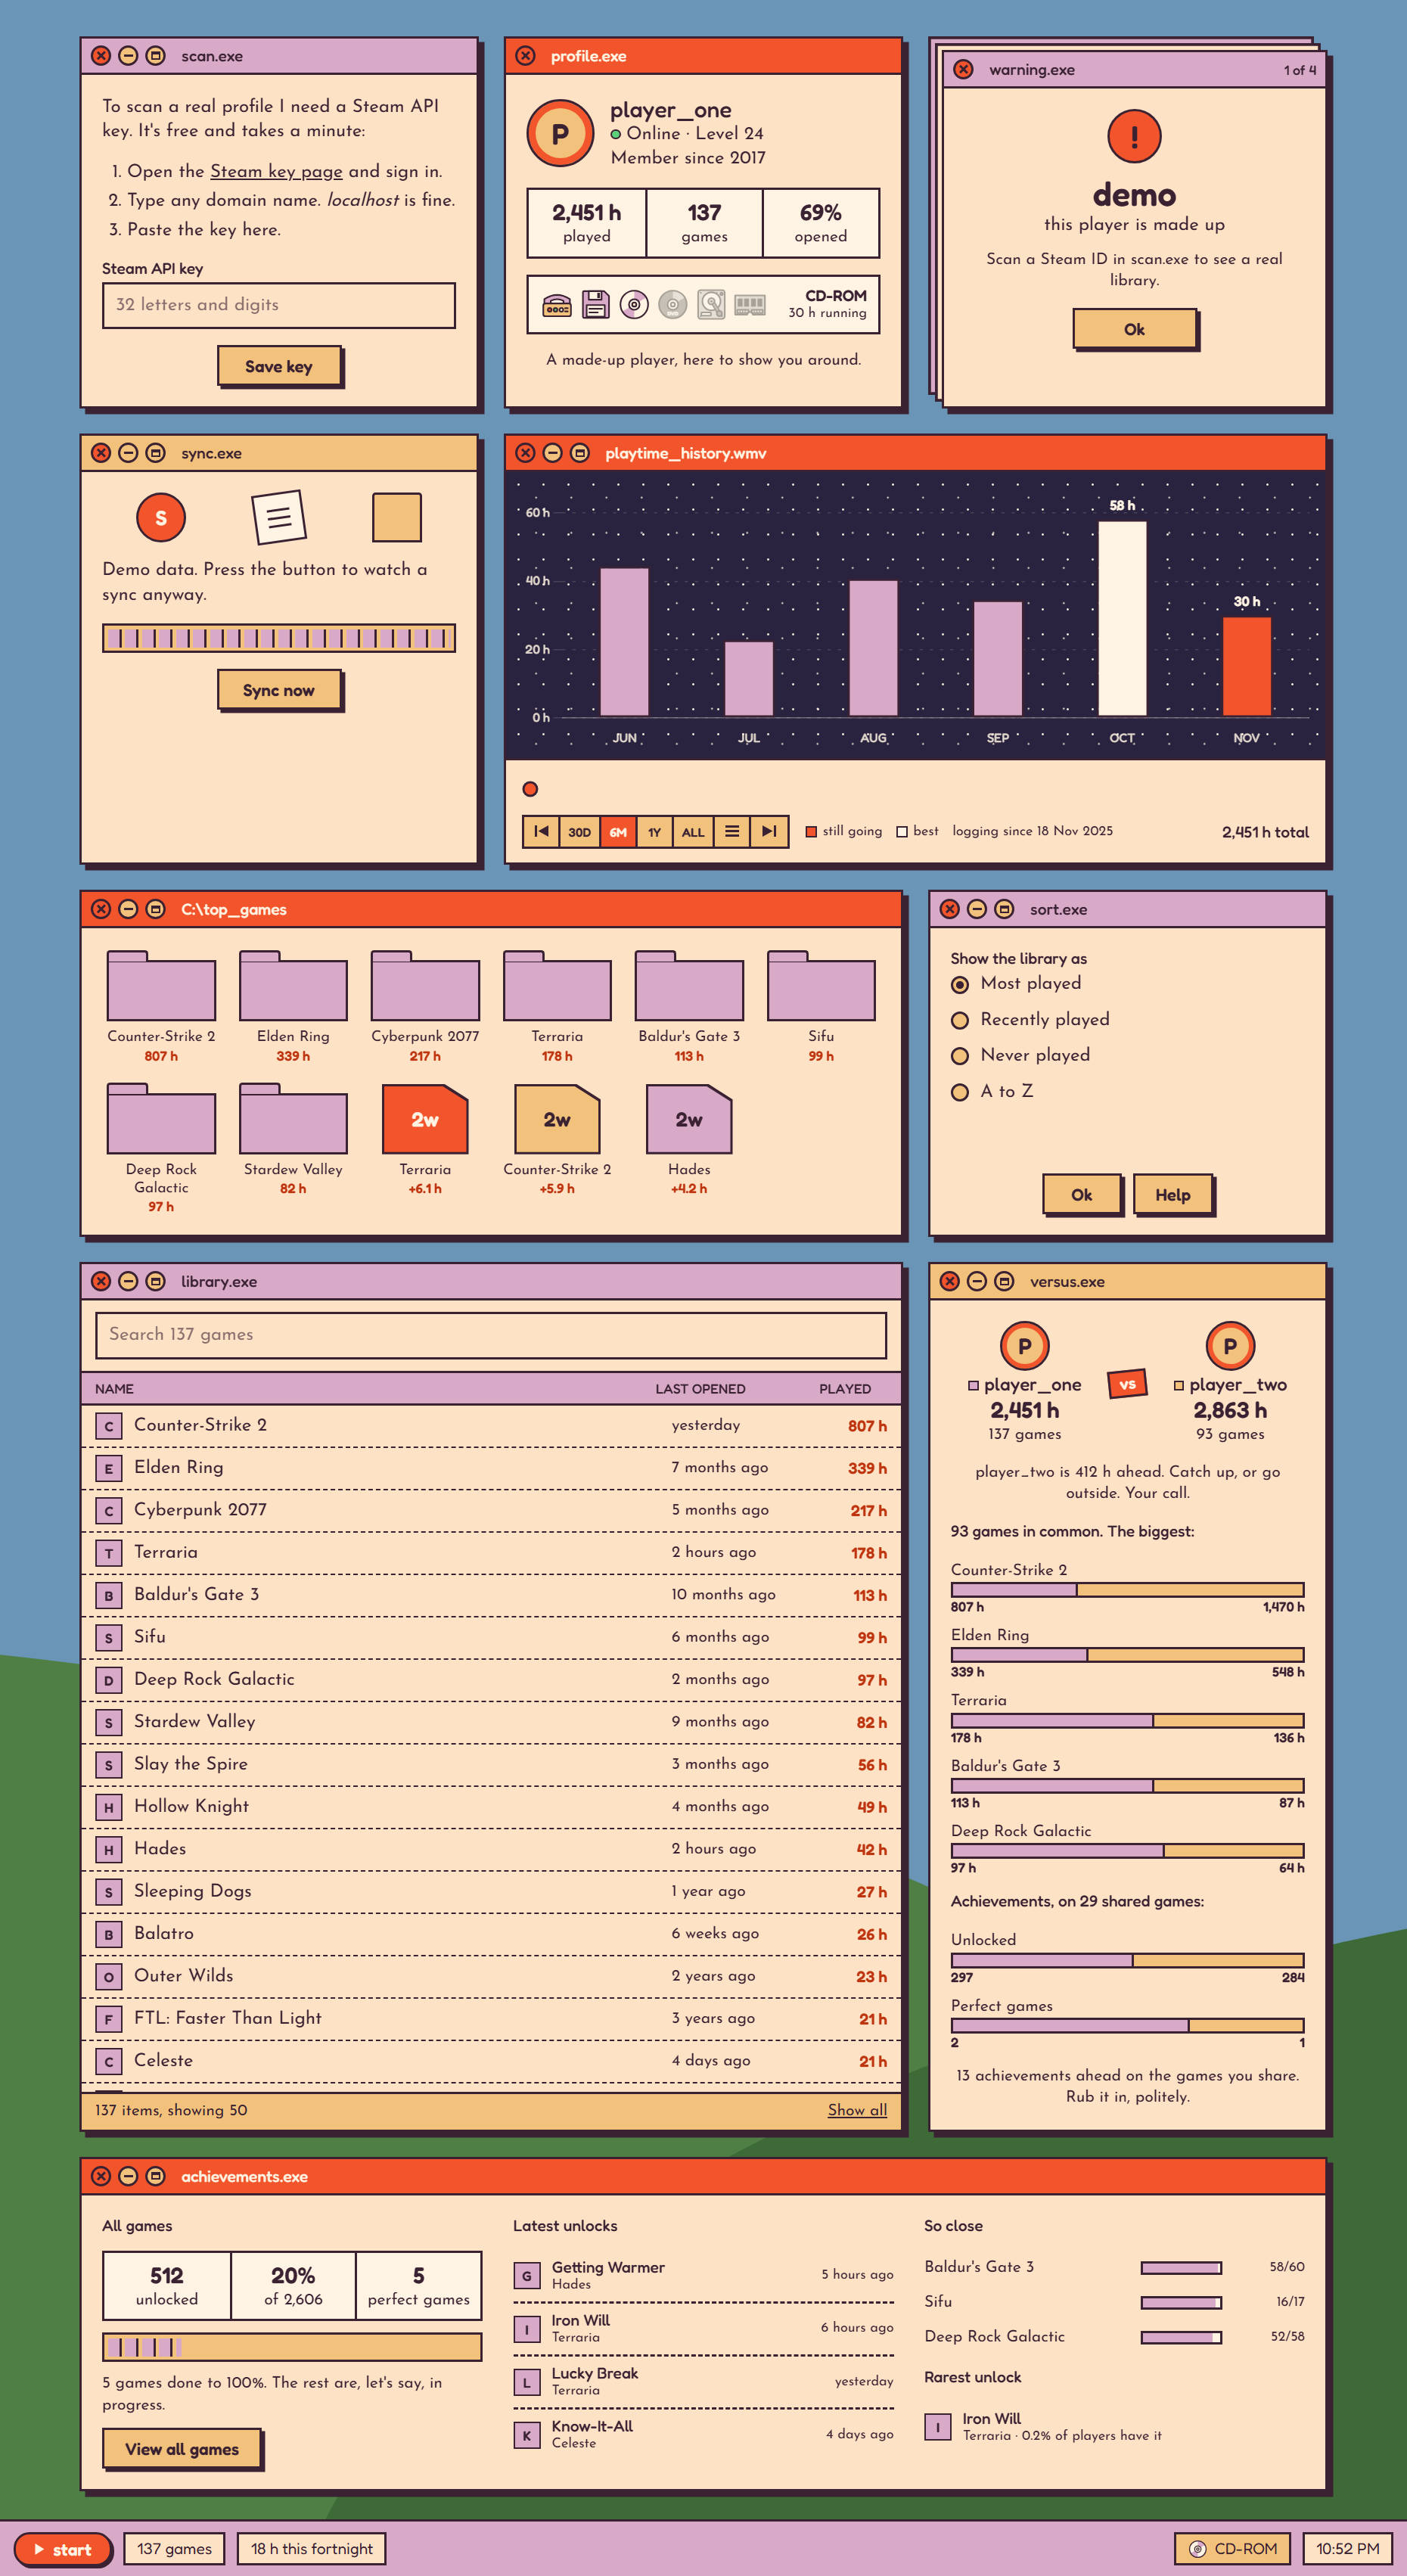 scan.exe
To scan a real profile I need a Steam API
key. It's free and takes a minute:
1. Open the Steam key page and sign in.
2. Type any domain name. localhost is fine.
3. Paste the key here.
Steam API key
32 letters and digits
Save key
profile.exe
P
player_one
Online · Level 24
Member since 2017
2,451 h
played
137
games
69%
opened
CD-ROM
30 h running
A made-up player, here to show you around.
warning.exe
1 of 4
!
demo
this player is made up
Scan a Steam ID in scan.exe to see a real
library.
Ok
sync.exe
S
Demo data. Press the button to watch a
sync anyway.
Sync now
playtime_history.wmv
60 h
40 h
20 h
0 h
58 h
30 h
JUN
JUL
AUG
SEP
OCT
NOV
30D
6M
1Y
ALL
still going
best
logging since 18 Nov 2025
2,451 h total
C:\top_games
Counter-Strike 2
807 h
Elden Ring
339 h
Cyberpunk 2077
217 h
Terraria
178 h
Baldur's Gate 3
113 h
Sifu
99 h
Deep Rock
Galactic
97 h
Stardew Valley
82 h
2w
Terraria
+6.1 h
2w
Counter-Strike 2
+5.9 h
2w
Hades
+4.2 h
sort.exe
Show the library as
Most played
Recently played
Never played
A to Z
Ok
Help
library.exe
Search 137 games
NAME LAST OPENED PLAYED
C Counter-Strike 2 yesterday 807 h
E Elden Ring 7 months ago 339 h
C Cyberpunk 2077 5 months ago 217 h
T Terraria 2 hours ago 178 h
B Baldur's Gate 3 10 months ago 113 h
S Sifu 6 months ago 99 h
D Deep Rock Galactic 2 months ago 97 h
S Stardew Valley 9 months ago 82 h
S Slay the Spire 3 months ago 56 h
H Hollow Knight 4 months ago 49 h
H Hades 2 hours ago 42 h
S Sleeping Dogs 1 year ago 27 h
B Balatro 6 weeks ago 26 h
O Outer Wilds 2 years ago 23 h
F FTL: Faster Than Light 3 years ago 21 h
C Celeste 4 days ago 21 h
137 items, showing 50
Show all
versus.exe
P
player_one
2,451 h
137 games
vs
P
player_two
2,863 h
93 games
player_two is 412 h ahead. Catch up, or go
outside. Your call.
93 games in common. The biggest:
Counter-Strike 2
807 h 1,470 h
Elden Ring
339 h 548 h
Terraria
178 h 136 h
Baldur's Gate 3
113 h 87 h
Deep Rock Galactic
97 h 64 h
Achievements, on 29 shared games:
Unlocked
297 284
Perfect games
2 1
13 achievements ahead on the games you share.
Rub it in, politely.
achievements.exe
All games
512
unlocked
20%
of 2,606
5
perfect games
5 games done to 100%. The rest are, let's say, in
progress.
View all games
Latest unlocks
G Getting Warmer 5 hours ago
Hades
I Iron Will 6 hours ago
Terraria
L Lucky Break yesterday
Terraria
K Know-It-All 4 days ago
Celeste
So close
Baldur's Gate 3 58/60
Sifu 16/17
Deep Rock Galactic 52/58
Rarest unlock
I Iron Will
Terraria · 0.2% of players have it
start
137 games
18 h this fortnight
CD-ROM
10:52 PM